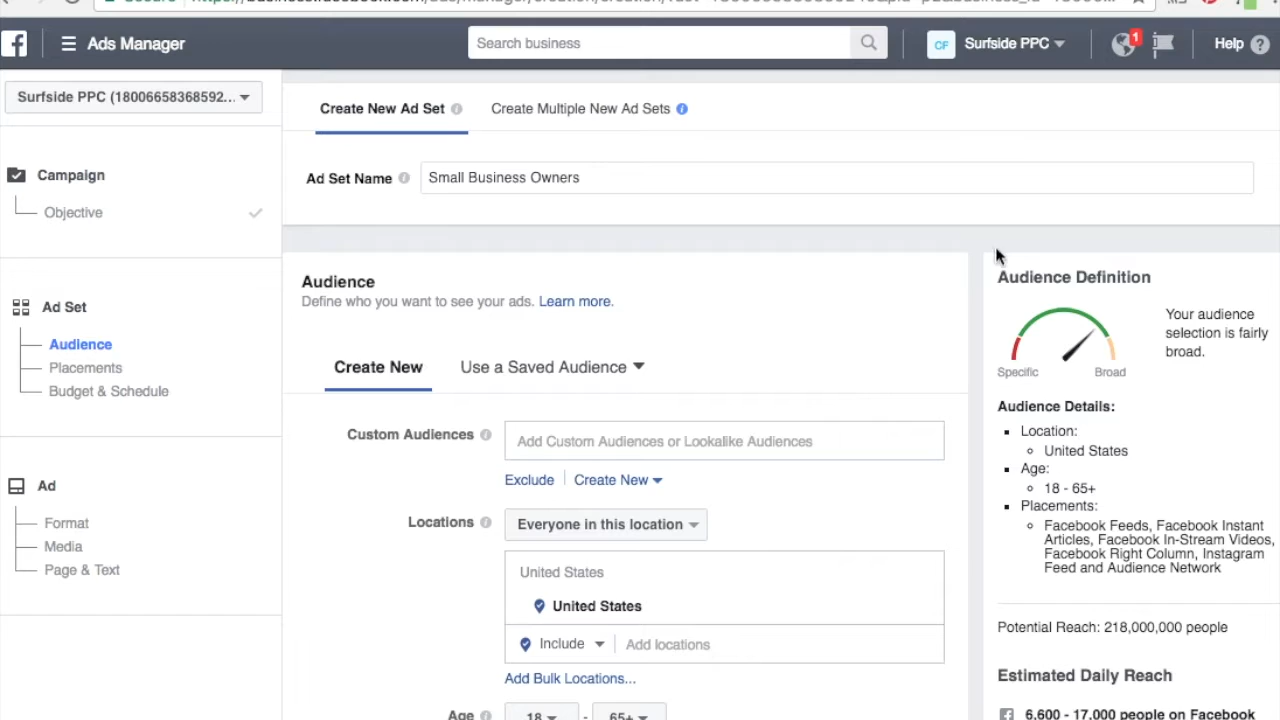 Ads Manager
Search business
CF
Surfside PPC
1
Help
Surfside PPC (18006658368592...
Campaign
Objective
Ad Set
Audience
Placements
Budget & Schedule
Ad
Format
Media
Page & Text
Create New Ad Set
Create Multiple New Ad Sets
Ad Set Name
Small Business Owners
Audience
Define who you want to see your ads. Learn more.
Create New
Use a Saved Audience
Custom Audiences
Add Custom Audiences or Lookalike Audiences
Exclude
Create New
Locations
Everyone in this location
United States
United States
Include
Add locations
Add Bulk Locations...
Age
18 - 65+
Audience Definition
Your audience
selection is fairly
broad.
Specific
Broad
Audience Details:
Location:
United States
Age:
18 - 65+
Placements:
Facebook Feeds, Facebook Instant
Articles, Facebook In-Stream Videos,
Facebook Right Column, Instagram
Feed and Audience Network
Potential Reach: 218,000,000 people
Estimated Daily Reach
6,600 - 17,000 people on Facebook